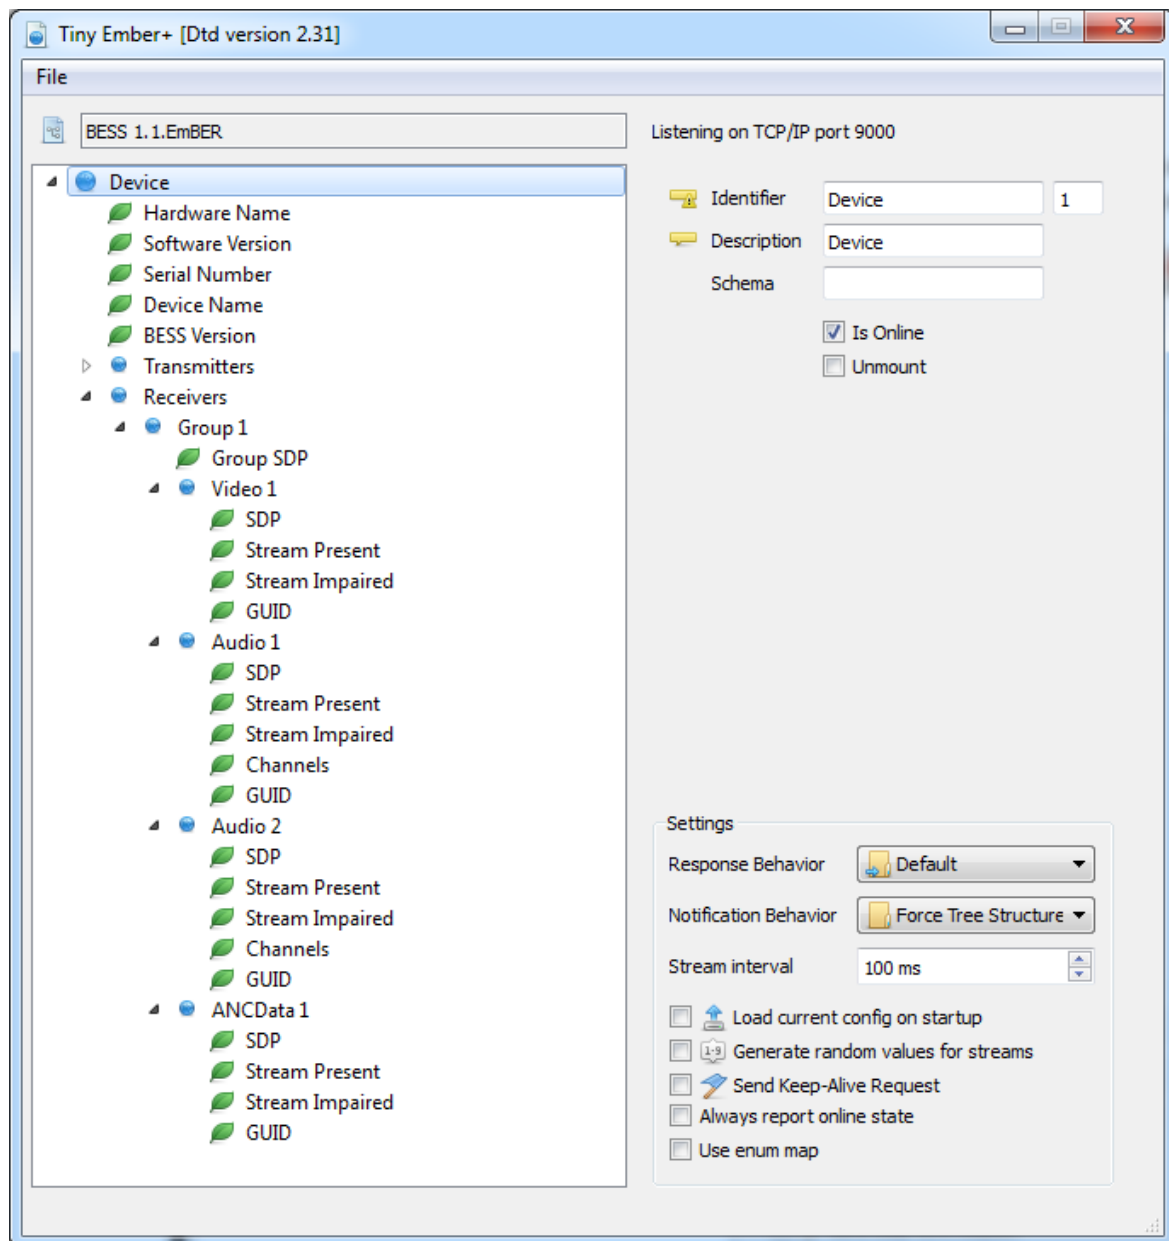 Tiny Ember+ [Dtd version 2.31]
File
BESS 1.1.EmBER
Listening on TCP/IP port 9000
Device
Hardware Name
Software Version
Serial Number
Device Name
BESS Version
Transmitters
Receivers
Group 1
Group SDP
Video 1
SDP
Stream Present
Stream Impaired
GUID
Audio 1
SDP
Stream Present
Stream Impaired
Channels
GUID
Audio 2
SDP
Stream Present
Stream Impaired
Channels
GUID
ANCData 1
SDP
Stream Present
Stream Impaired
GUID
Identifier Device 1
Description Device
Schema
Is Online
Unmount
Settings
Response Behavior Default
Notification Behavior Force Tree Structure
Stream interval 100 ms
Load current config on startup
1-9 Generate random values for streams
Send Keep-Alive Request
Always report online state
Use enum map